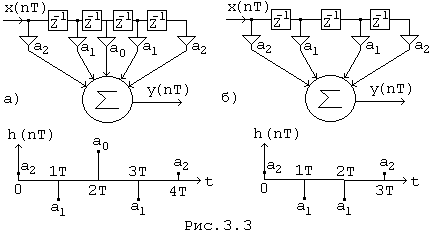 x(nT) z⁻¹ z⁻¹ z⁻¹ z⁻¹
a₂ a₁ a₀ a₁ a₂
Σ y(nT)
а)
h(nT)
a₀
a₂ 1T 3T a₂
0 2T 4T t
a₁ a₁
x(nT) z⁻¹ z⁻¹ z⁻¹ z⁻¹
a₂ a₁ a₁ a₂
Σ y(nT)
б)
h(nT)
a₂ 1T 2T a₂
0 3T t
a₁ a₁
Рис.3.3